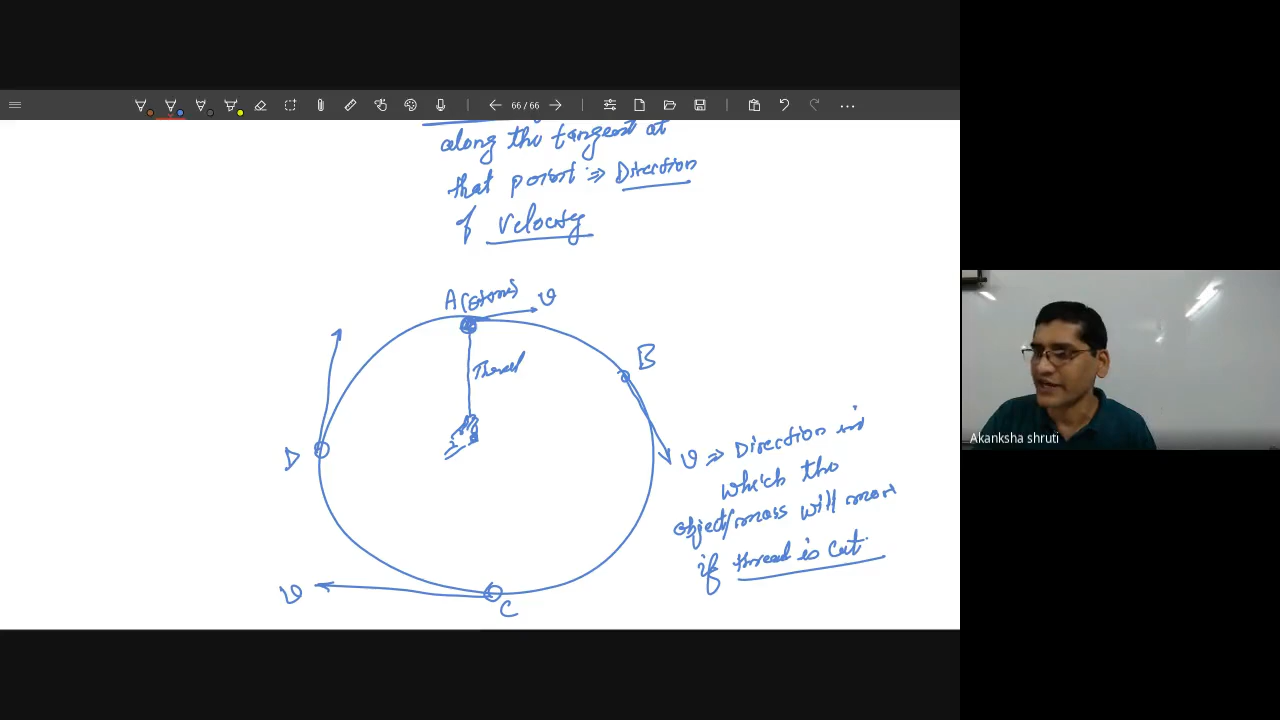 66 / 66
along the tangent at
that point ⇒ Direction
of velocity
A (stone) v
B
Thread
D
v ⇒ Direction in
which the
object/mass will move
if thread is cut.
v
C
Akanksha shruti